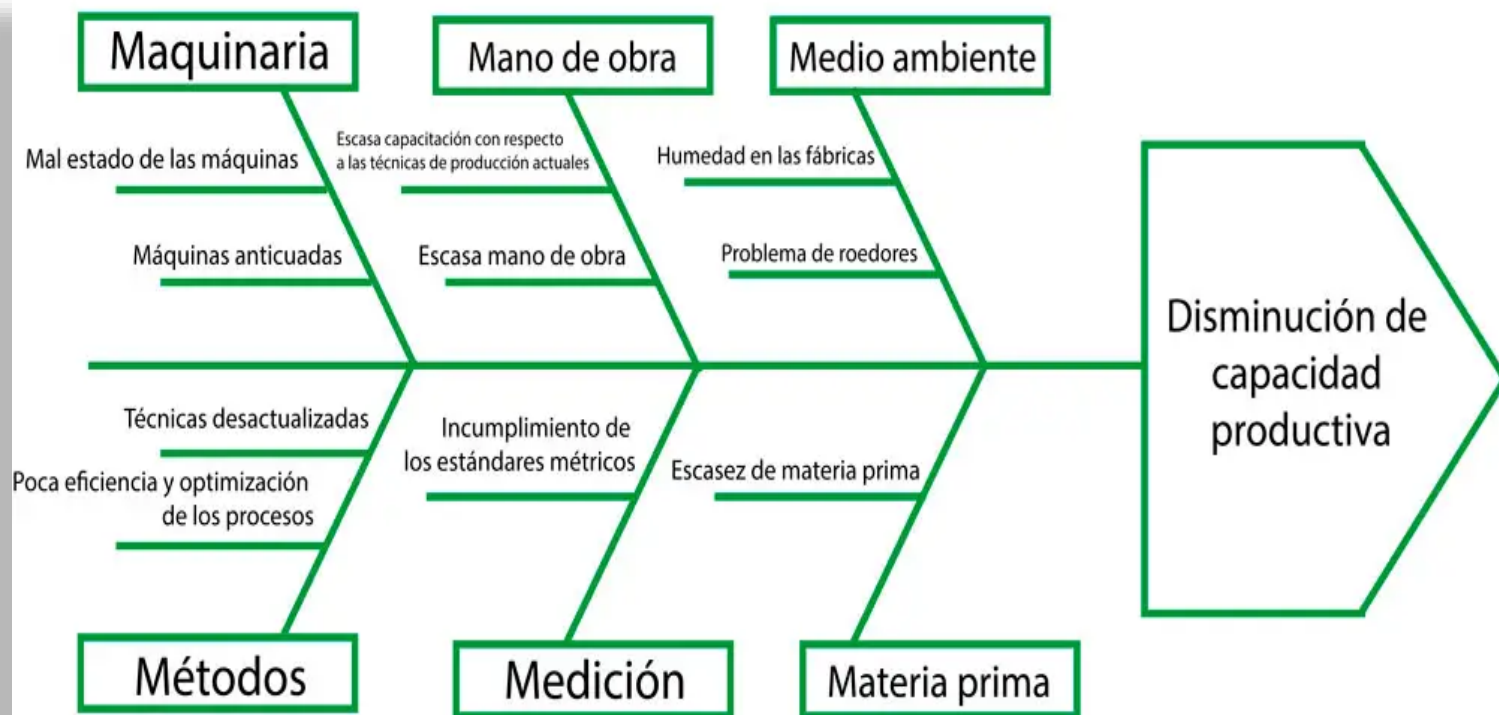 Maquinaria
Mano de obra
Medio ambiente
Mal estado de las máquinas
Máquinas anticuadas
Escasa capacitación con respecto
a las técnicas de producción actuales
Escasa mano de obra
Humedad en las fábricas
Problema de roedores
Disminución de
capacidad
productiva
Técnicas desactualizadas
Poca eficiencia y optimización
de los procesos
Incumplimiento de
los estándares métricos
Escasez de materia prima
Métodos
Medición
Materia prima